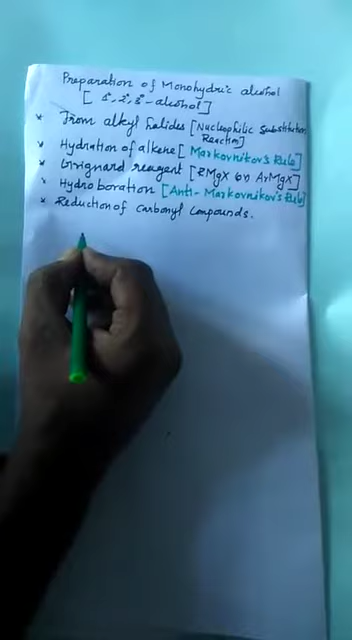 Preparation of Monohydric alcohol
[ 1°, 2°, 3° - alcohol ]
* From alkyl halides [Nucleophilic Substitution
Reaction]
* Hydration of alkene [Markovnikov's Rule]
* Grignard reagent [RMgX or ArMgX]
* Hydroboration [Anti-Markovnikov's Rule]
* Reduction of Carbonyl Compounds.